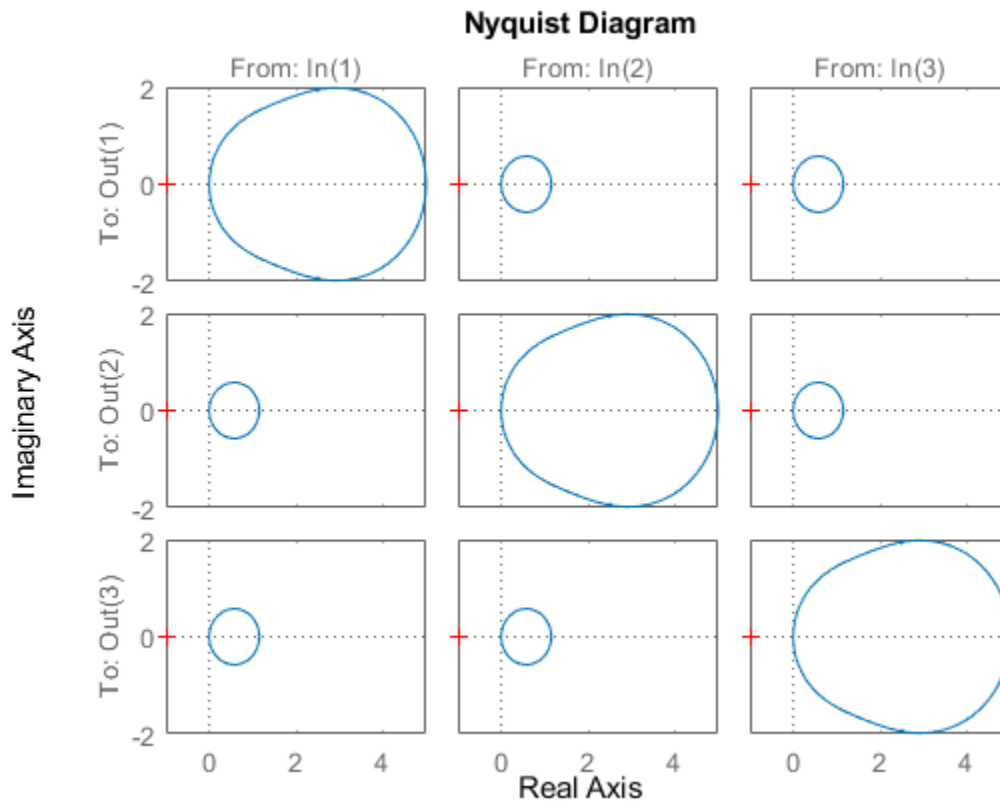 Nyquist Diagram
From: In(1) From: In(2) From: In(3)
To: Out(1)
2
0
-2
To: Out(2)
2
0
-2
To: Out(3)
2
0
-2
Imaginary Axis
0 2 4 0 2 4 0 2 4
Real Axis